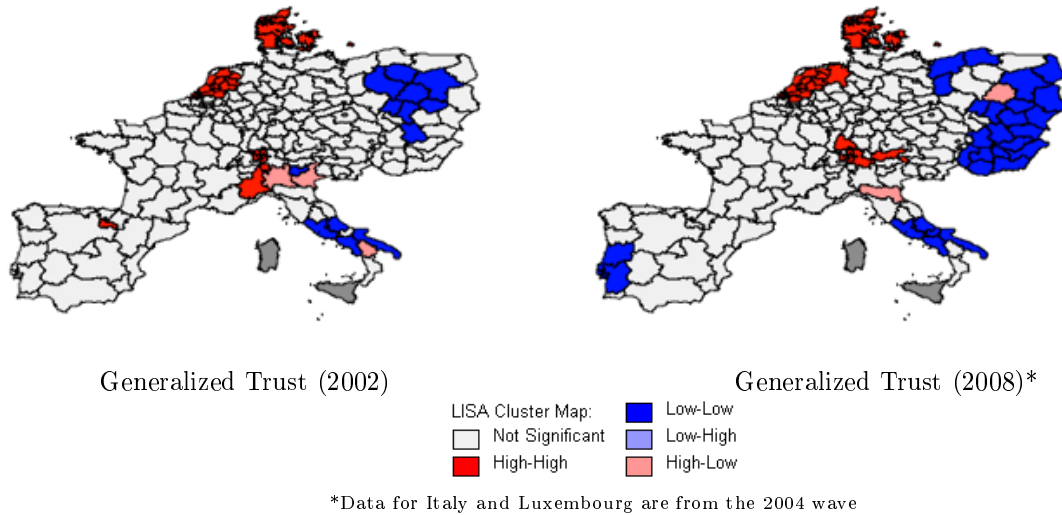 Generalized Trust (2002)
Generalized Trust (2008)*
LISA Cluster Map:
Not Significant
High-High
Low-Low
Low-High
High-Low
*Data for Italy and Luxembourg are from the 2004 wave